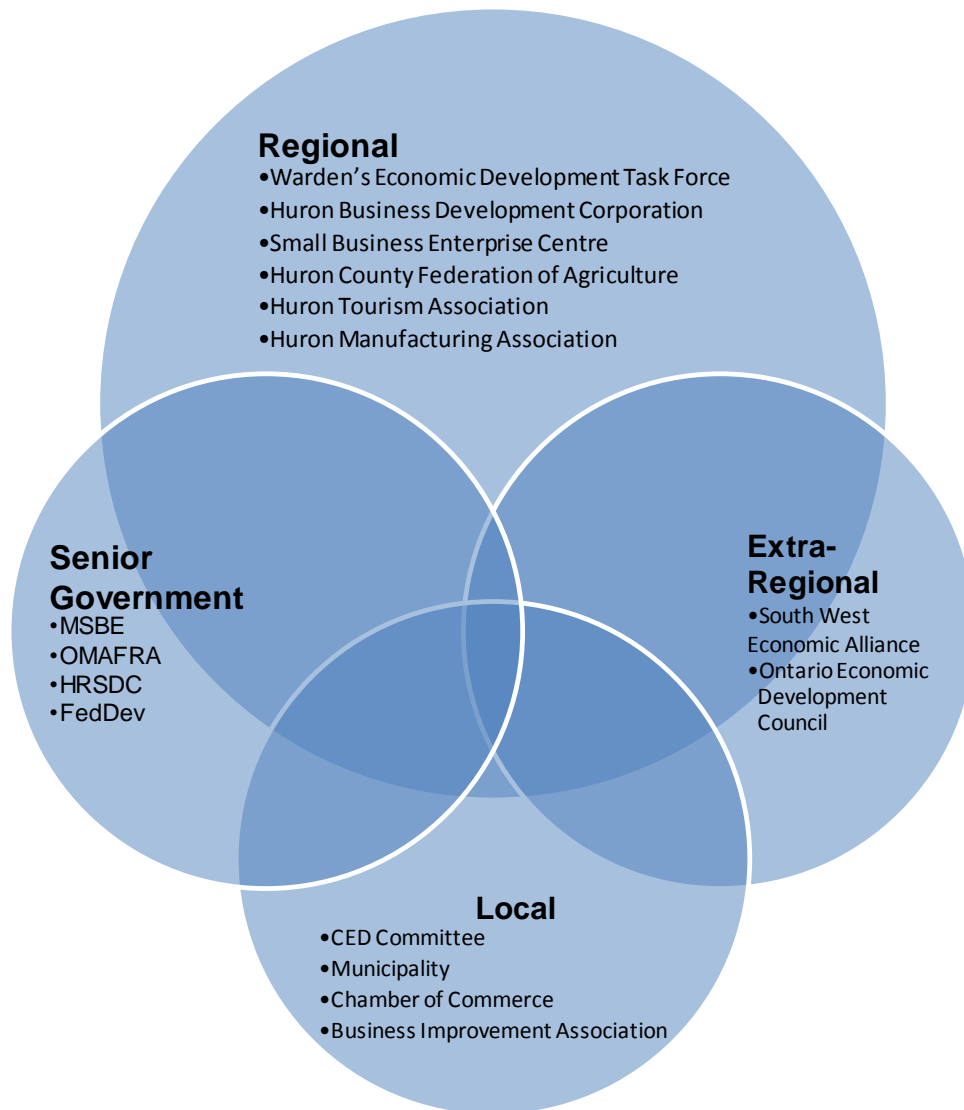 Regional
•Warden's Economic Development Task Force
•Huron Business Development Corporation
•Small Business Enterprise Centre
•Huron County Federation of Agriculture
•Huron Tourism Association
•Huron Manufacturing Association
Senior
Government
•MSBE
•OMAFRA
•HRSDC
•FedDev
Extra-
Regional
•South West
Economic Alliance
•Ontario Economic
Development
Council
Local
•CED Committee
•Municipality
•Chamber of Commerce
•Business Improvement Association